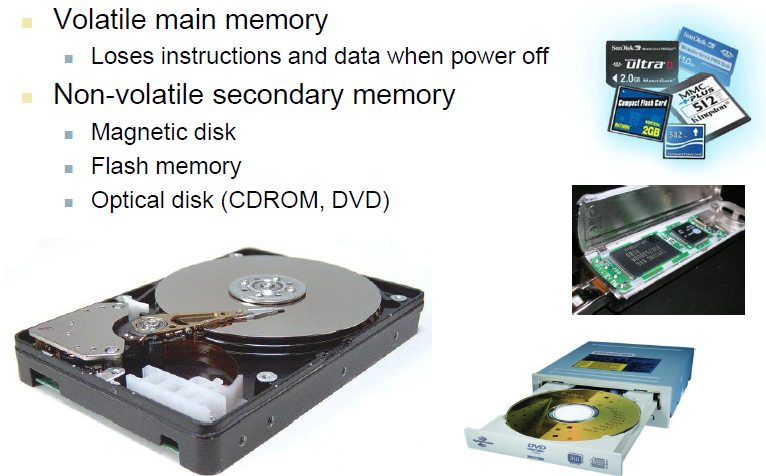 Volatile main memory
Loses instructions and data when power off
Non-volatile secondary memory
Magnetic disk
Flash memory
Optical disk (CDROM, DVD)
SanDisk
SanDisk
ultra II
2.0GB MAGICGATE
1.0GB
Compact Flash Card
2GB
MMC
PLUS
512
Kingston
512
DVD